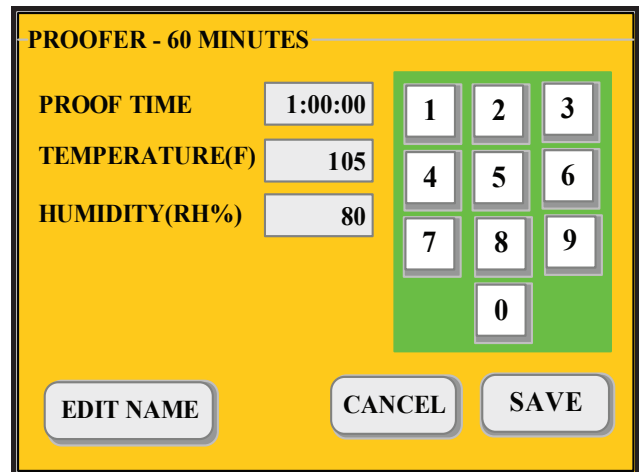 PROOFER - 60 MINUTES
PROOF TIME 1:00:00
TEMPERATURE(F) 105
HUMIDITY(RH%) 80
1 2 3
4 5 6
7 8 9
0
EDIT NAME CANCEL SAVE